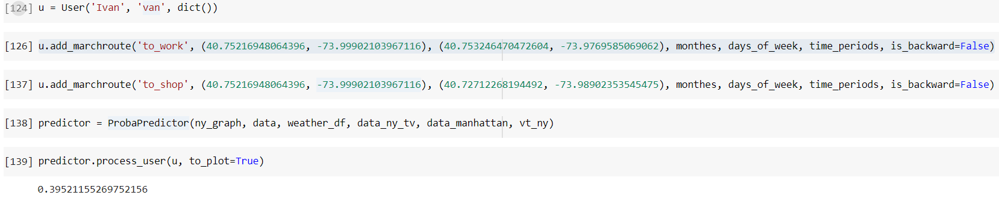 [124] u = User('Ivan', 'van', dict())
[126] u.add_marchroute('to_work', (40.75216948064396, -73.99902103967116), (40.753246470472604, -73.9769585069062), monthes, days_of_week, time_periods, is_backward=False)
[137] u.add_marchroute('to_shop', (40.75216948064396, -73.99902103967116), (40.72712268194492, -73.98902353545475), monthes, days_of_week, time_periods, is_backward=False)
[138] predictor = ProbaPredictor(ny_graph, data, weather_df, data_ny_tv, data_manhattan, vt_ny)
[139] predictor.process_user(u, to_plot=True)
0.39521155269752156